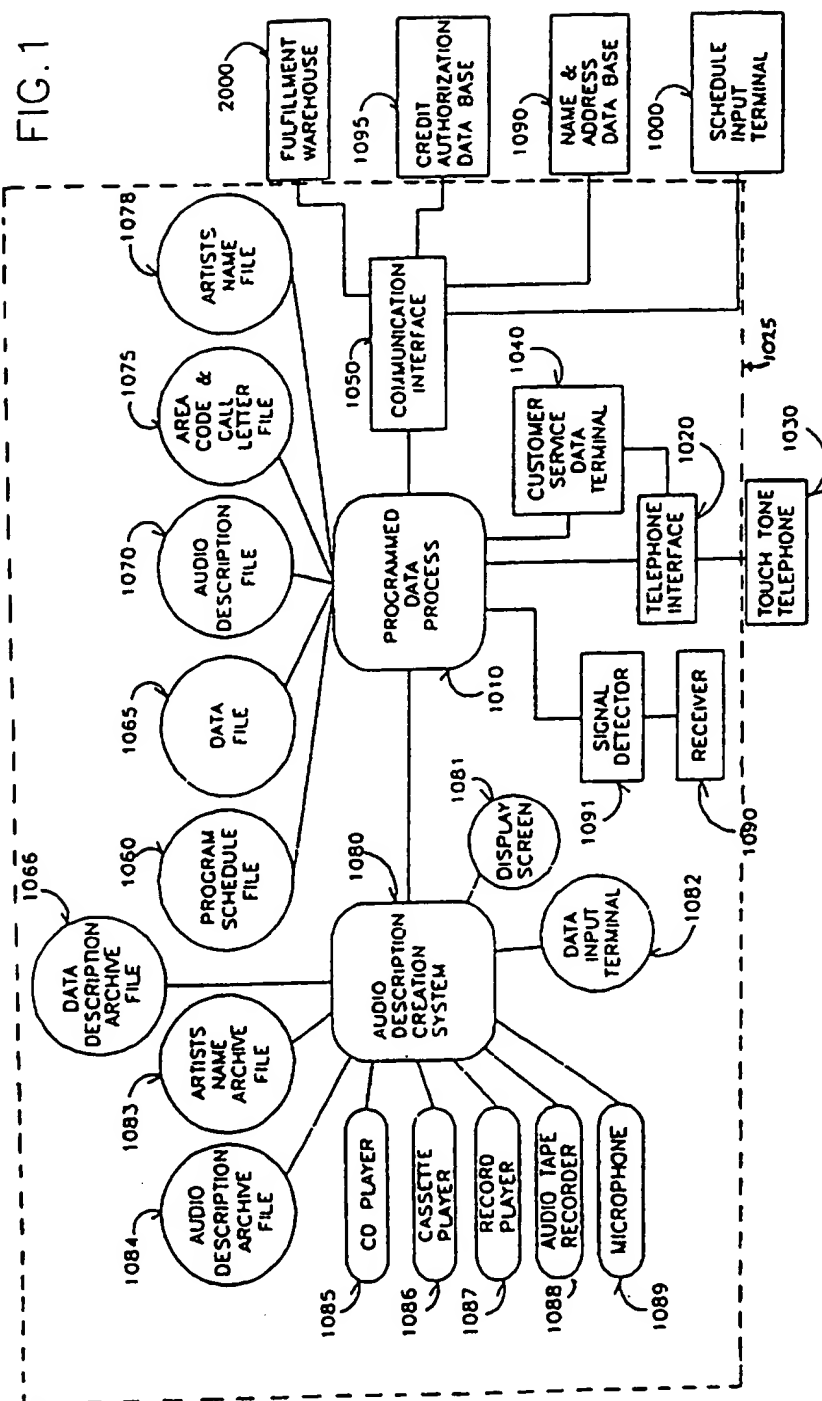 FIG. 1
2000
FULFILLMENT
WAREHOUSE
1095
CREDIT
AUTHORIZATION
DATA BASE
1090
NAME &
ADDRESS
DATA BASE
1000
SCHEDULE
INPUT
TERMINAL
1078
ARTISTS
NAME
FILE
1075
AREA
CODE &
CALL
LETTER
FILE
1070
AUDIO
DESCRIPTION
FILE
1065
DATA
FILE
1060
PROGRAM
SCHEDULE
FILE
1066
DATA
DESCRIPTION
ARCHIVE
FILE
1083
ARTISTS
NAME
ARCHIVE
FILE
1084
AUDIO
DESCRIPTION
ARCHIVE
FILE
1050
COMMUNICATION
INTERFACE
PROGRAMMED
DATA
PROCESS
1010
1040
CUSTOMER
SERVICE
DATA
TERMINAL
1020
TELEPHONE
INTERFACE
1025
1030
TOUCH TONE
TELEPHONE
SIGNAL
DETECTOR
1091
RECEIVER
1090
1080
AUDIO
DESCRIPTION
CREATION
SYSTEM
1081
DISPLAY
SCREEN
DATA
INPUT
TERMINAL
1082
CD PLAYER
1085
CASSETTE
PLAYER
1086
RECORD
PLAYER
1087
AUDIO TAPE
RECORDER
1088
MICROPHONE
1089